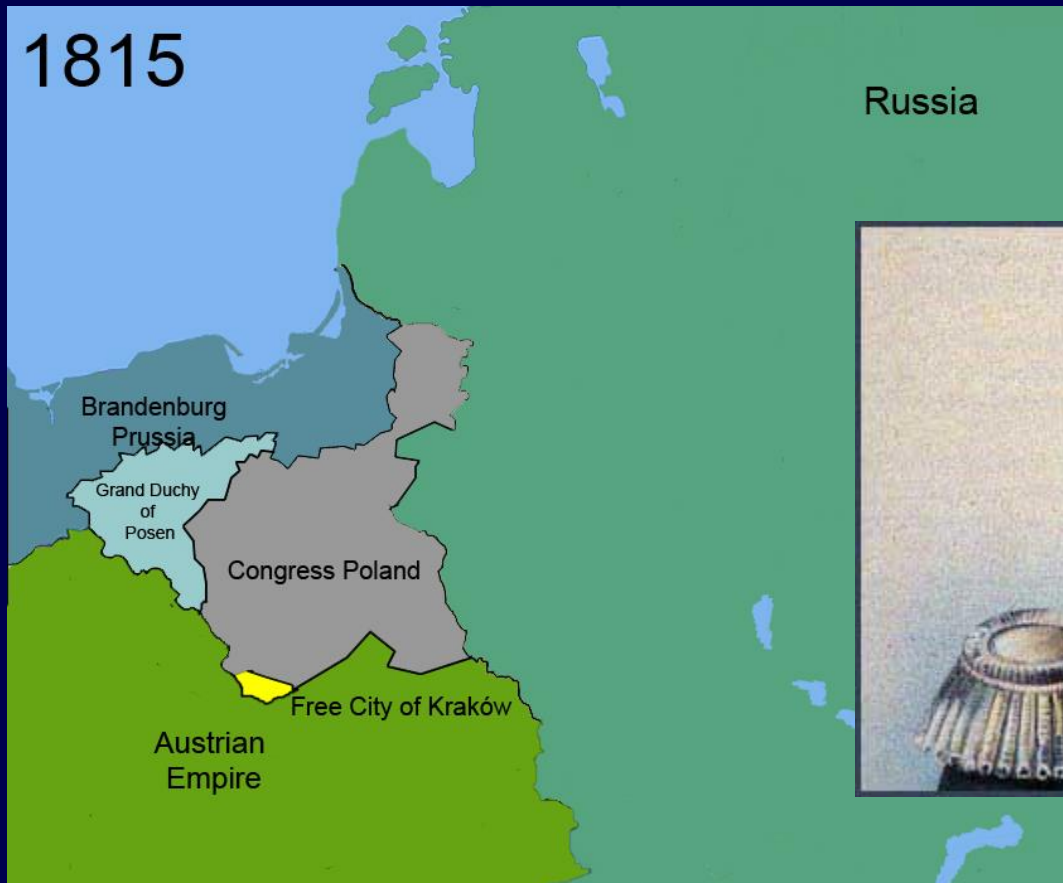 1815
Russia
Brandenburg
Prussia
Grand Duchy
of
Posen
Congress Poland
Free City of Kraków
Austrian
Empire